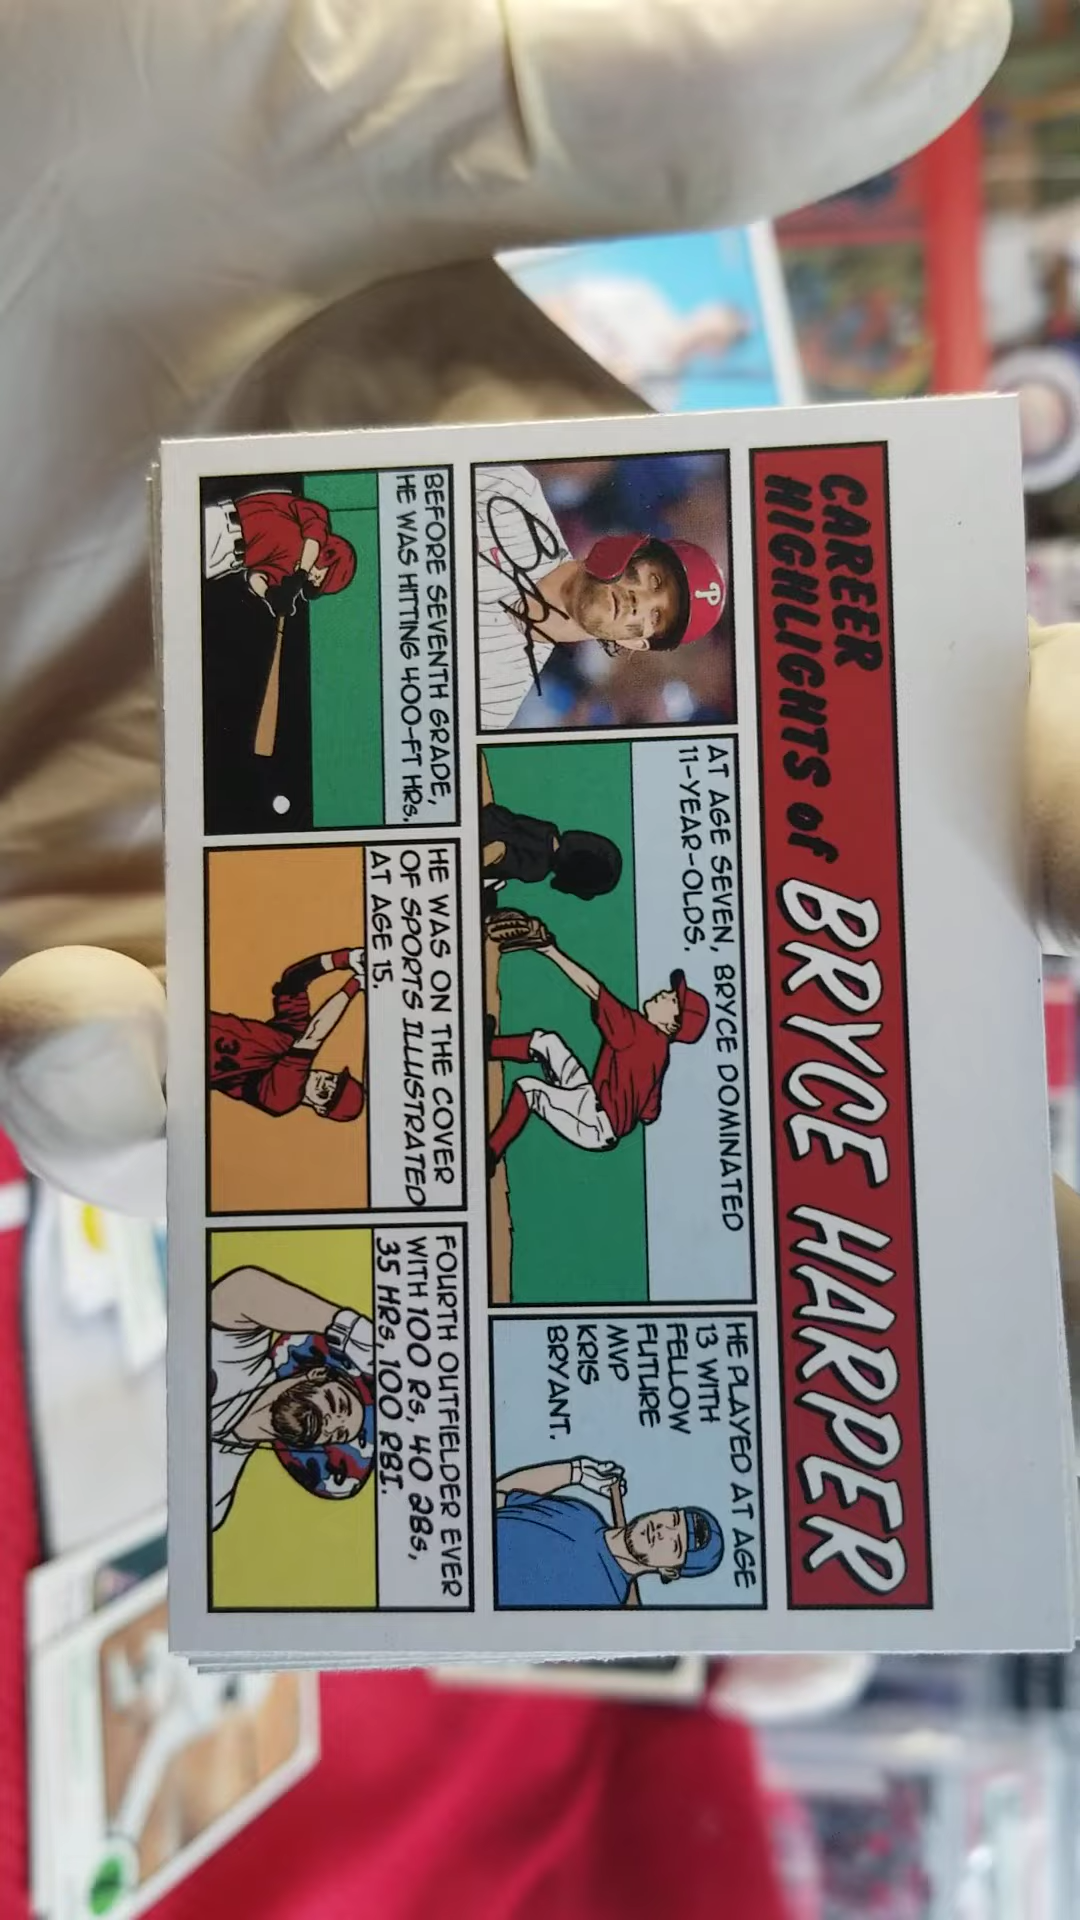 CAREER
HIGHLIGHTS of BRYCE HARPER
P
AT AGE SEVEN, BRYCE DOMINATED
11-YEAR-OLDS.
HE PLAYED AT AGE
13 WITH
FELLOW
FUTURE
MVP
KRIS
BRYANT.
BEFORE SEVENTH GRADE,
HE WAS HITTING 400-FT HRs.
HE WAS ON THE COVER
OF SPORTS ILLUSTRATED
AT AGE 15.
34
FOURTH OUTFIELDER EVER
WITH 100 Rs, 40 2Bs,
35 HRs, 100 RBI.